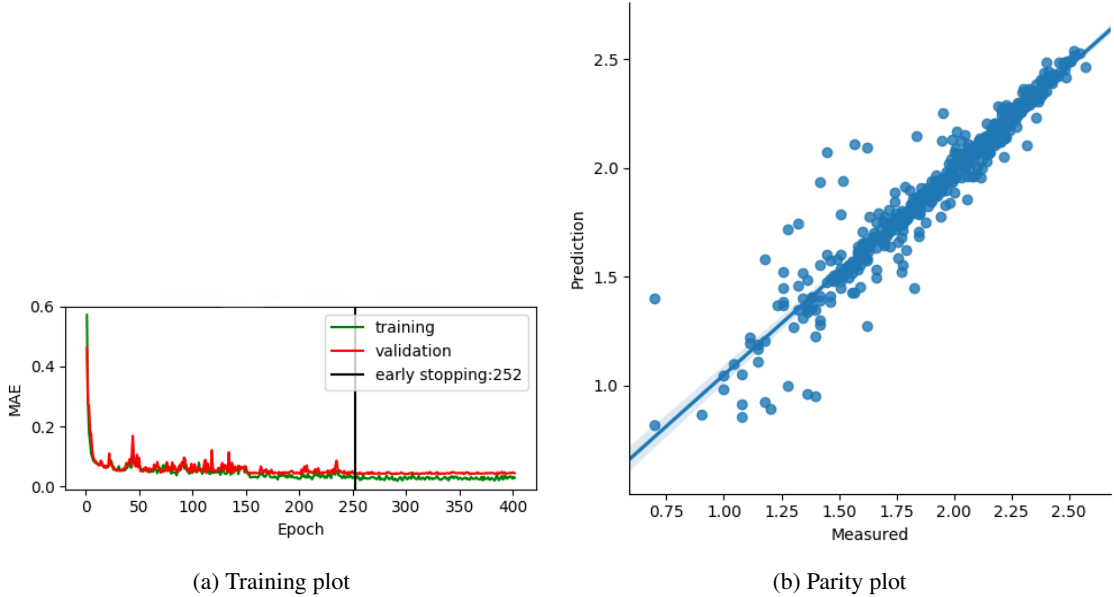 0.6
0.4
0.2
0.0
MAE
training
validation
early stopping:252
0 50 100 150 200 250 300 350 400
Epoch
(a) Training plot
2.5
2.0
1.5
1.0
Prediction
0.75 1.00 1.25 1.50 1.75 2.00 2.25 2.50
Measured
(b) Parity plot